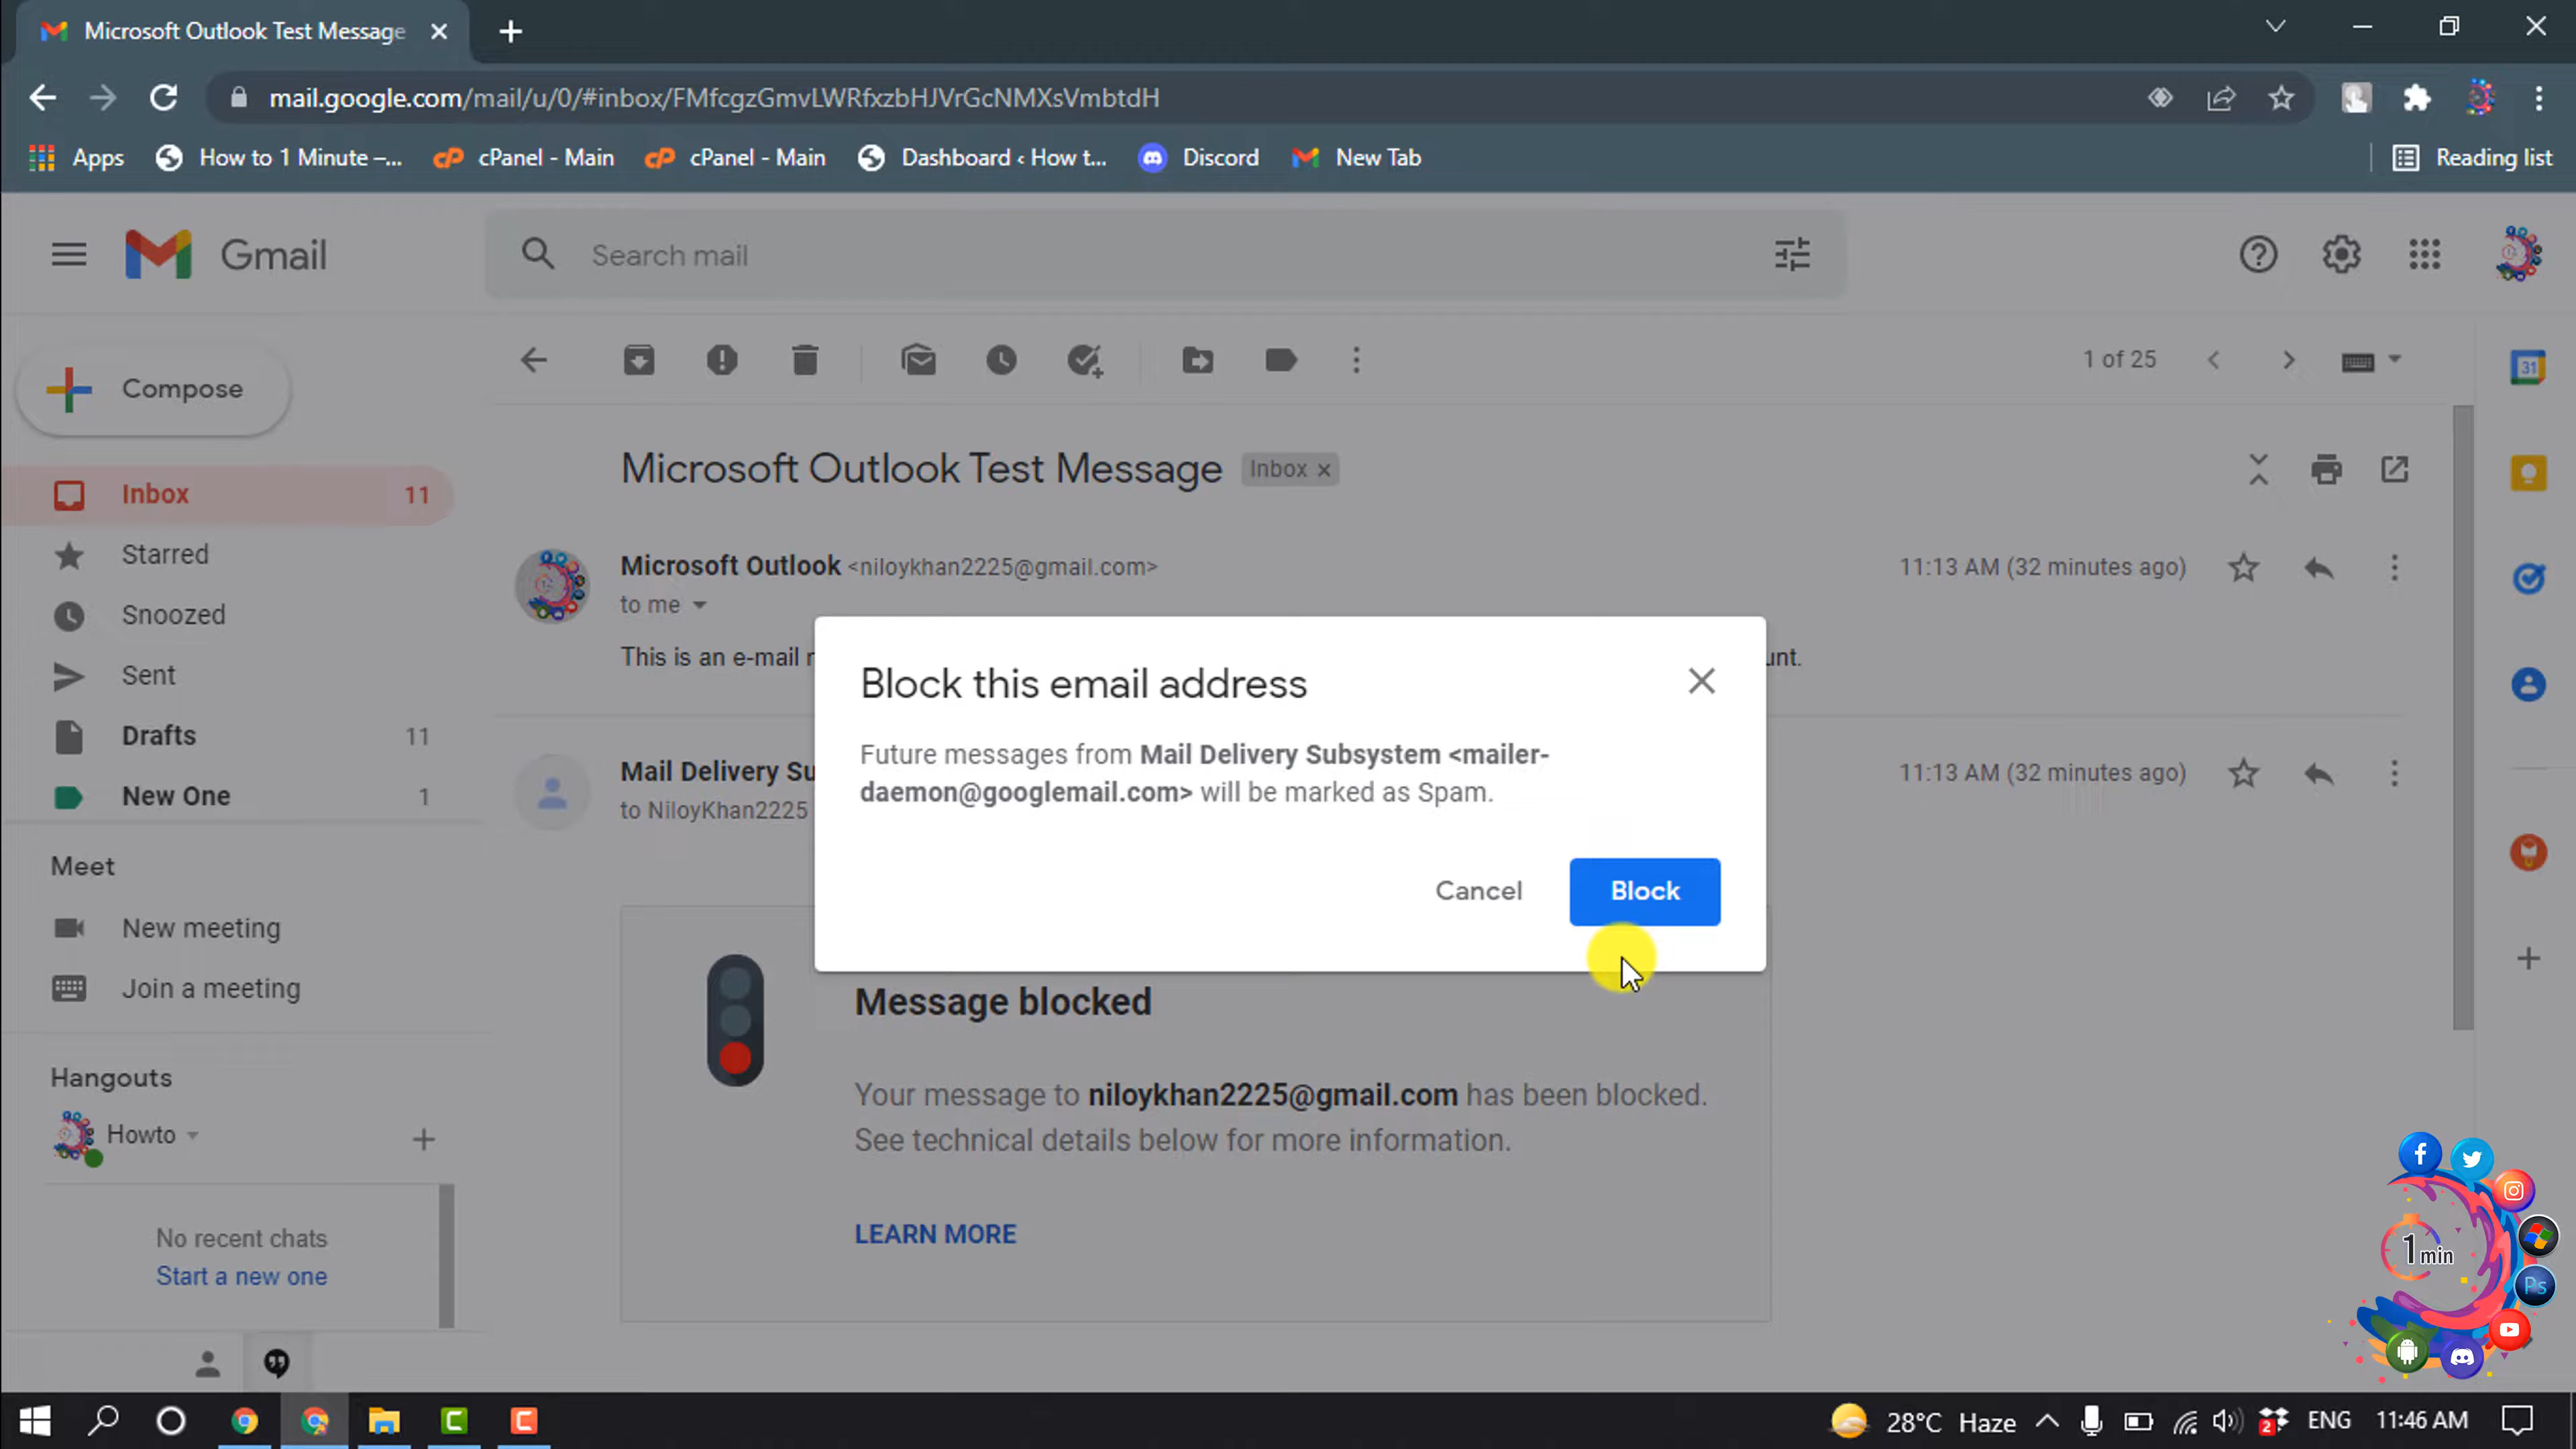 Microsoft Outlook Test Message
mail.google.com/mail/u/0/#inbox/FMfcgzGmvLWRfxzbHJVrGcNMXsVmbtdH
Apps
How to 1 Minute –...
cP cPanel - Main
cP cPanel - Main
Dashboard ‹ How t...
Discord
New Tab
Reading list
Gmail
Search mail
Compose
1 of 25
31
Microsoft Outlook Test Message
Inbox
Inbox 11
Starred
Snoozed
Sent
Drafts 11
New One 1
Microsoft Outlook <niloykhan2225@gmail.com>
11:13 AM (32 minutes ago)
to me
This is an e-mail
unt.
Mail Delivery Su
11:13 AM (32 minutes ago)
to NiloyKhan2225
Block this email address
Future messages from Mail Delivery Subsystem <mailer-
daemon@googlemail.com> will be marked as Spam.
Cancel
Block
Meet
New meeting
Join a meeting
Hangouts
Howto
No recent chats
Start a new one
Message blocked
Your message to niloykhan2225@gmail.com has been blocked.
See technical details below for more information.
LEARN MORE
1 min
Ps
28°C Haze
2
ENG
11:46 AM